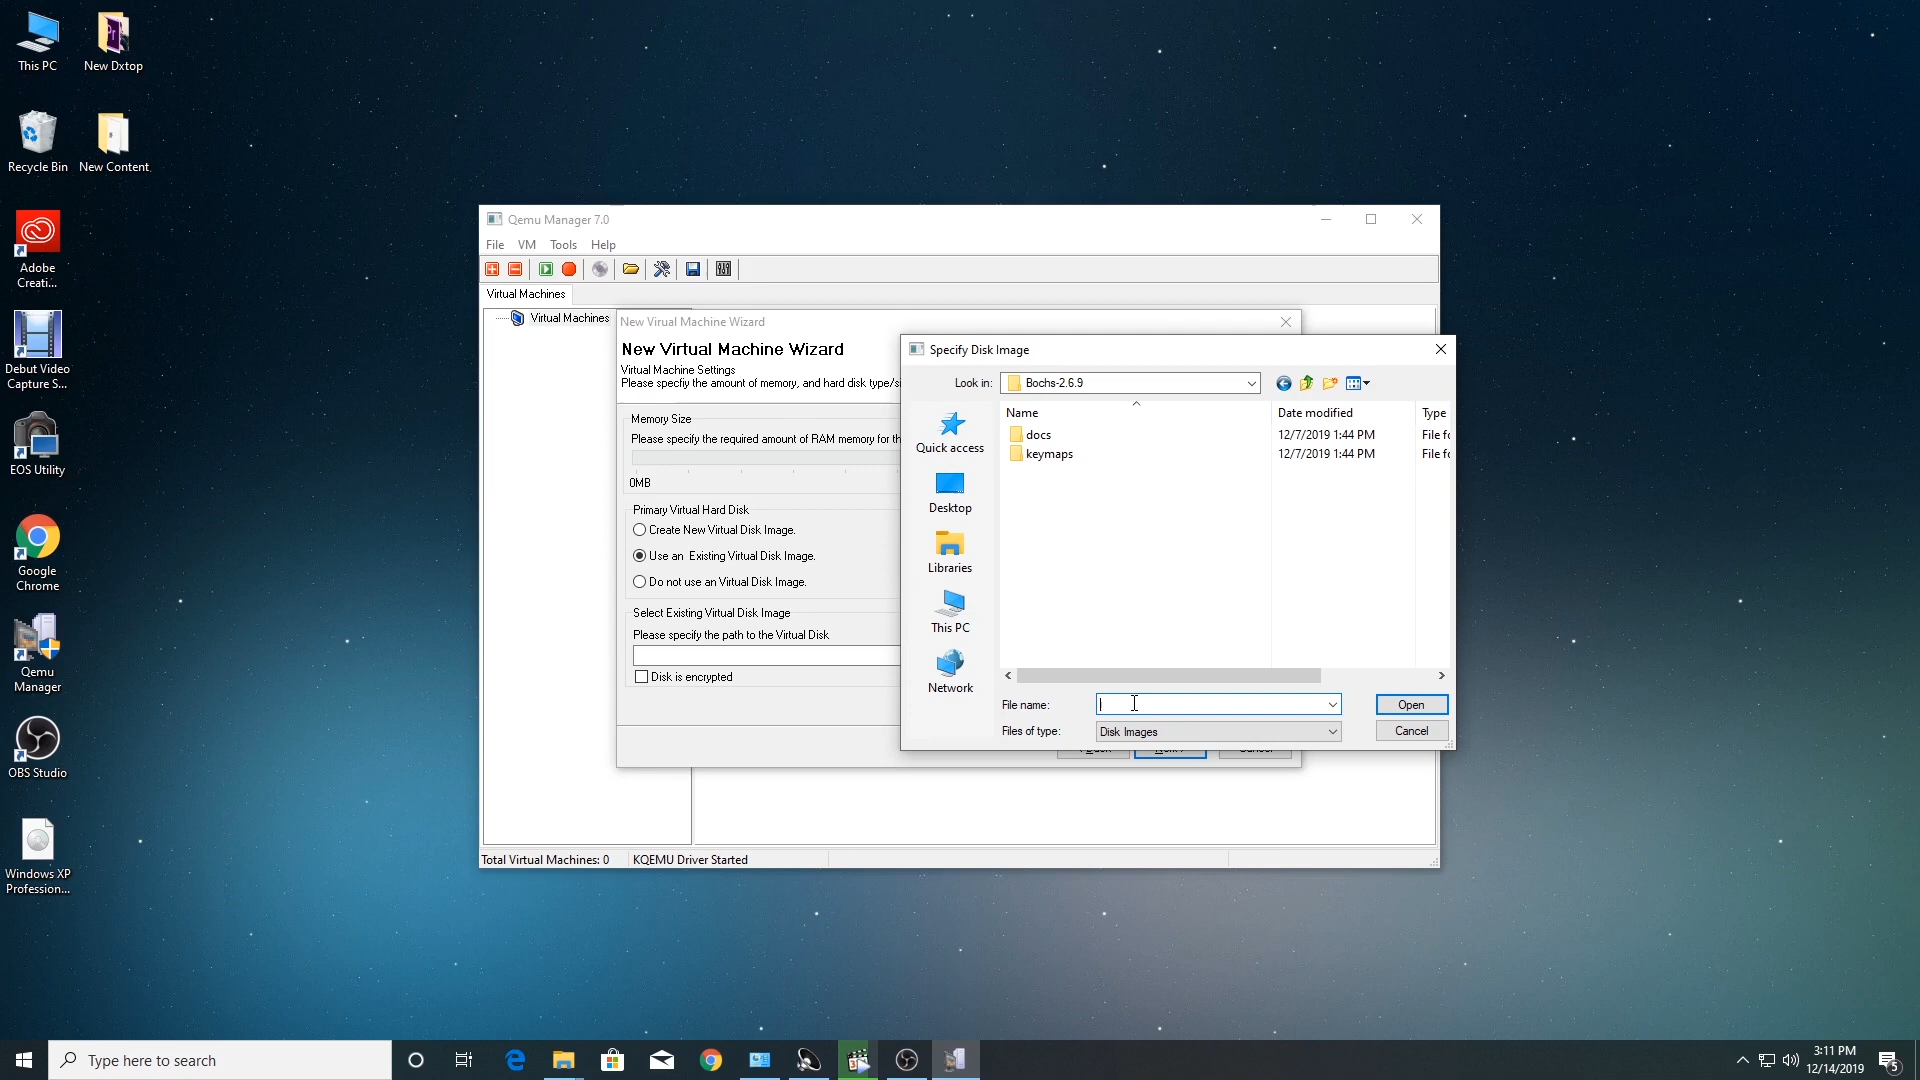 This PC
New Dxtop
Recycle Bin
New Content
Adobe
Creati...
Debut Video
Capture S...
EOS Utility
Google
Chrome
Qemu
Manager
OBS Studio
Windows XP
Profession...
Qemu Manager 7.0
File VM Tools Help
Virtual Machines
Virtual Machines
New Virual Machine Wizard
New Virtual Machine Wizard
Virtual Machine Settings
Please specfiy the amount of memory, and hard disk type/s
Memory Size
Please specify the required amount of RAM memory for th
0MB
Primary Virtual Hard Disk
Create New Virtual Disk Image.
Use an Existing Virtual Disk Image.
Do not use an Virtual Disk Image.
Select Existing Virtual Disk Image
Please specify the path to the Virtual Disk
Disk is encrypted
Specify Disk Image
Look in: Bochs-2.6.9
Name Date modified Type
docs 12/7/2019 1:44 PM File fo
keymaps 12/7/2019 1:44 PM File fo
Quick access
Desktop
Libraries
This PC
Network
File name:
Open
Files of type: Disk Images
Cancel
Total Virtual Machines: 0 KQEMU Driver Started
Type here to search
3:11 PM
12/14/2019
5